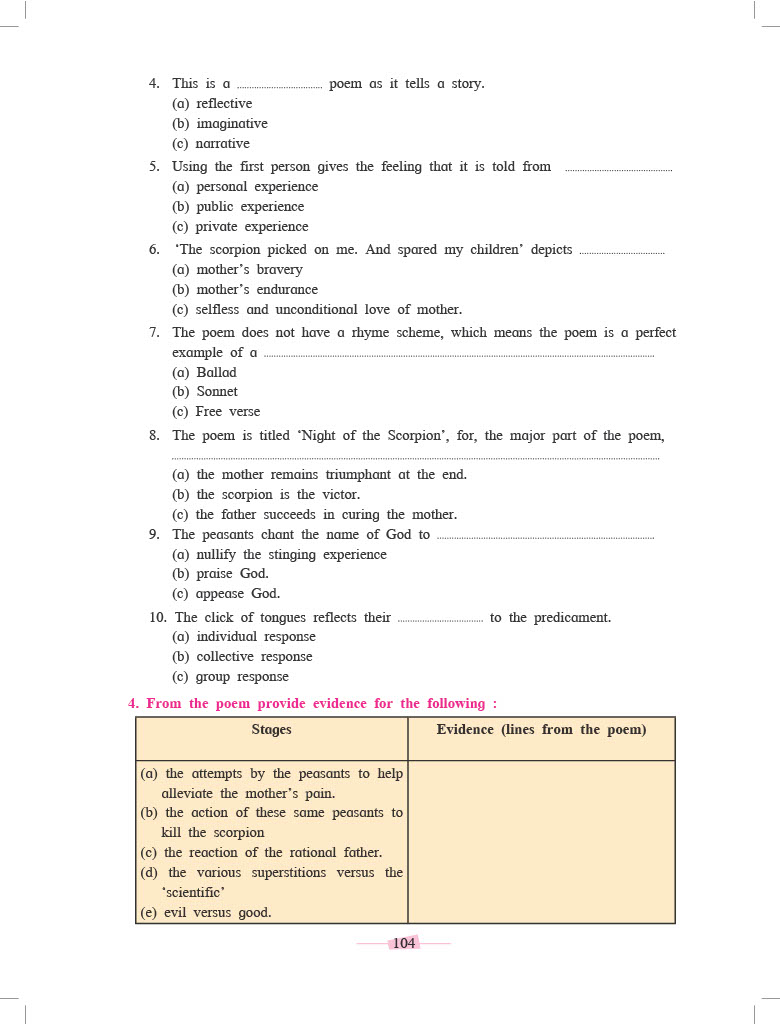 4. This is a ................................... poem as it tells a story.
(a) reflective
(b) imaginative
(c) narrative
5. Using the first person gives the feeling that it is told from ............................................
(a) personal experience
(b) public experience
(c) private experience
6. ‘The scorpion picked on me. And spared my children’ depicts ...................................
(a) mother’s bravery
(b) mother’s endurance
(c) selfless and unconditional love of mother.
7. The poem does not have a rhyme scheme, which means the poem is a perfect
example of a ................................................................................
(a) Ballad
(b) Sonnet
(c) Free verse
8. The poem is titled ‘Night of the Scorpion’, for, the major part of the poem,
................................................................................
(a) the mother remains triumphant at the end.
(b) the scorpion is the victor.
(c) the father succeeds in curing the mother.
9. The peasants chant the name of God to ................................................................................
(a) nullify the stinging experience
(b) praise God.
(c) appease God.
10. The click of tongues reflects their ................................... to the predicament.
(a) individual response
(b) collective response
(c) group response
4. From the poem provide evidence for the following :
Stages
Evidence (lines from the poem)
(a) the attempts by the peasants to help
alleviate the mother’s pain.
(b) the action of these same peasants to
kill the scorpion
(c) the reaction of the rational father.
(d) the various superstitions versus the
‘scientific’
(e) evil versus good.
104